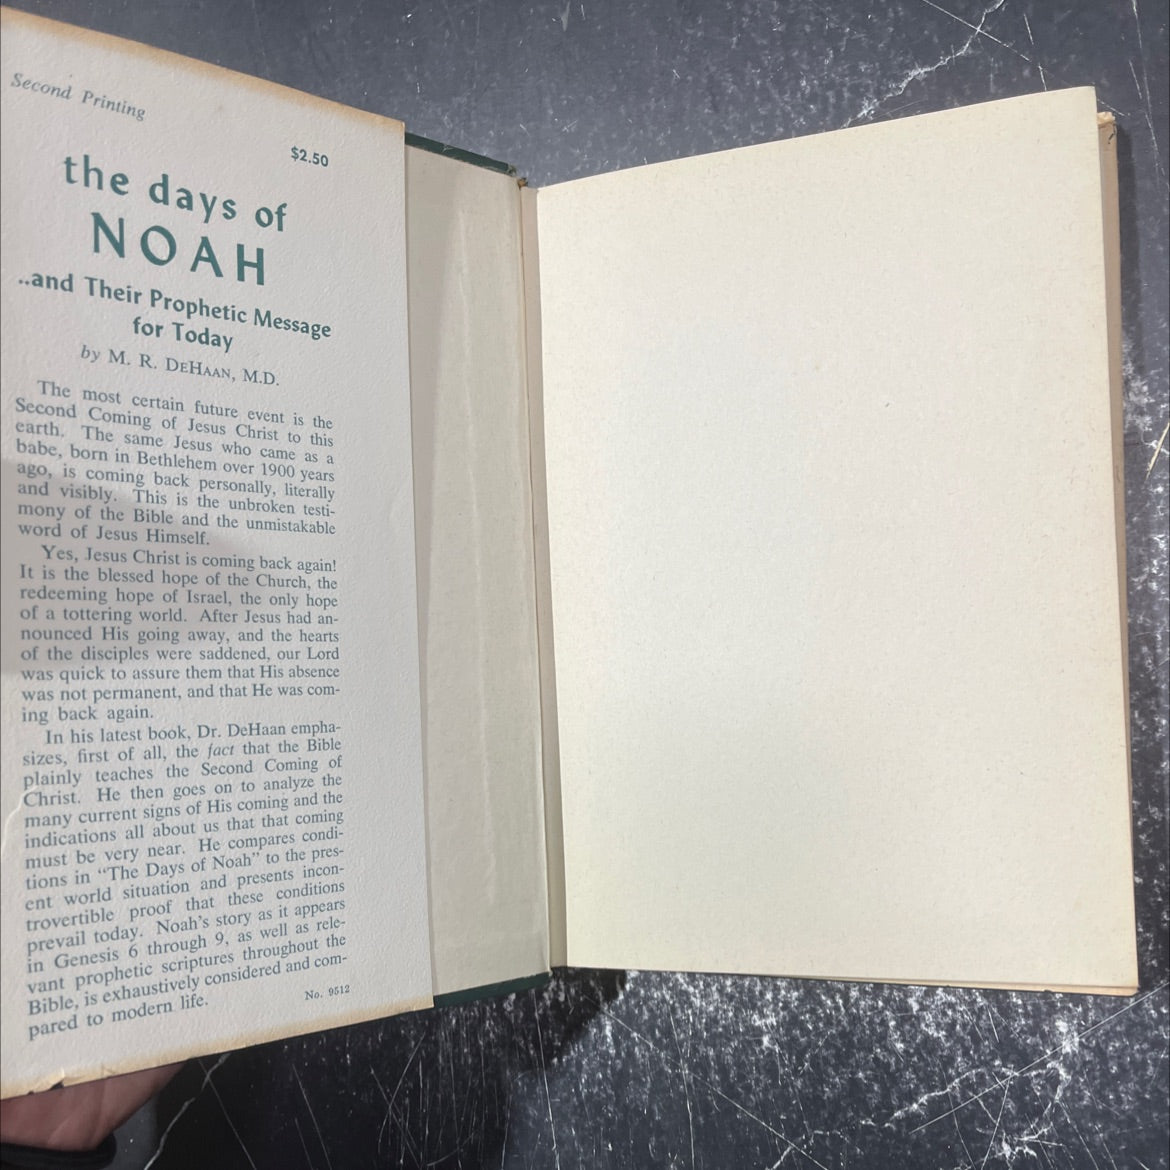 Second Printing
$2.50
the days of
NOAH
..and Their Prophetic Message
for Today
by M. R. DEHAAN, M.D.
The most certain future event is the
Second Coming of Jesus Christ to this
earth. The same Jesus who came as a
babe, born in Bethlehem over 1900 years
ago, is coming back personally, literally
and visibly. This is the unbroken testi-
mony of the Bible and the unmistakable
word of Jesus Himself.
Yes, Jesus Christ is coming back again!
It is the blessed hope of the Church, the
redeeming hope of Israel, the only hope
of a tottering world. After Jesus had an-
nounced His going away, and the hearts
of the disciples were saddened, our Lord
was quick to assure them that His absence
was not permanent, and that He was com-
ing back again.
In his latest book, Dr. DeHaan empha-
sizes, first of all, the fact that the Bible
plainly teaches the Second Coming of
Christ. He then goes on to analyze the
many current signs of His coming and the
indications all about us that that coming
must be very near. He compares condi-
tions in “The Days of Noah” to the pres-
ent world situation and presents incon-
trovertible proof that these conditions
prevail today. Noah’s story as it appears
in Genesis 6 through 9, as well as rele-
vant prophetic scriptures throughout the
Bible, is exhaustively considered and com-
pared to modern life.
No. 9512